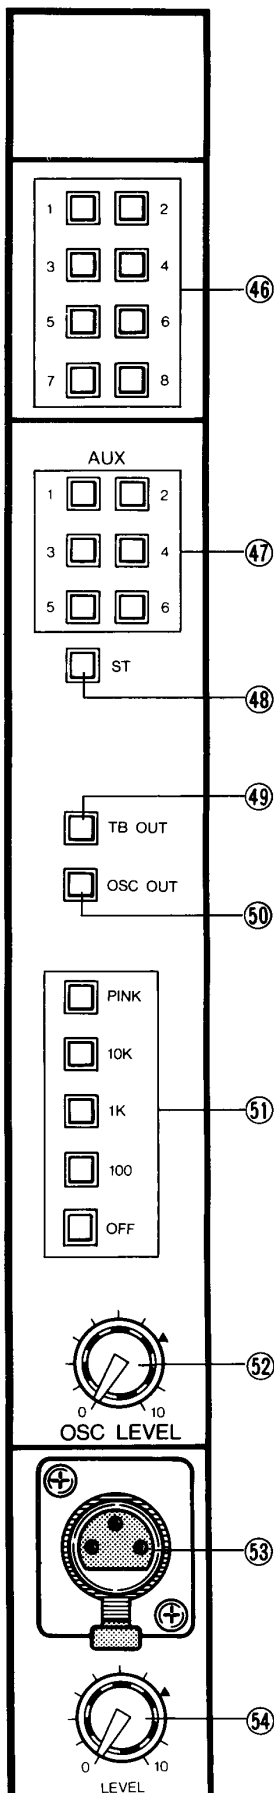 1 2
3 4
㊻
5 6
7 8
AUX
1 2
3 4 ㊼
5 6
ST
㊽
㊾
TB OUT
OSC OUT
㊿
PINK
10K
1K 51
100
OFF
52
0 10
OSC LEVEL
53
54
0 10
LEVEL